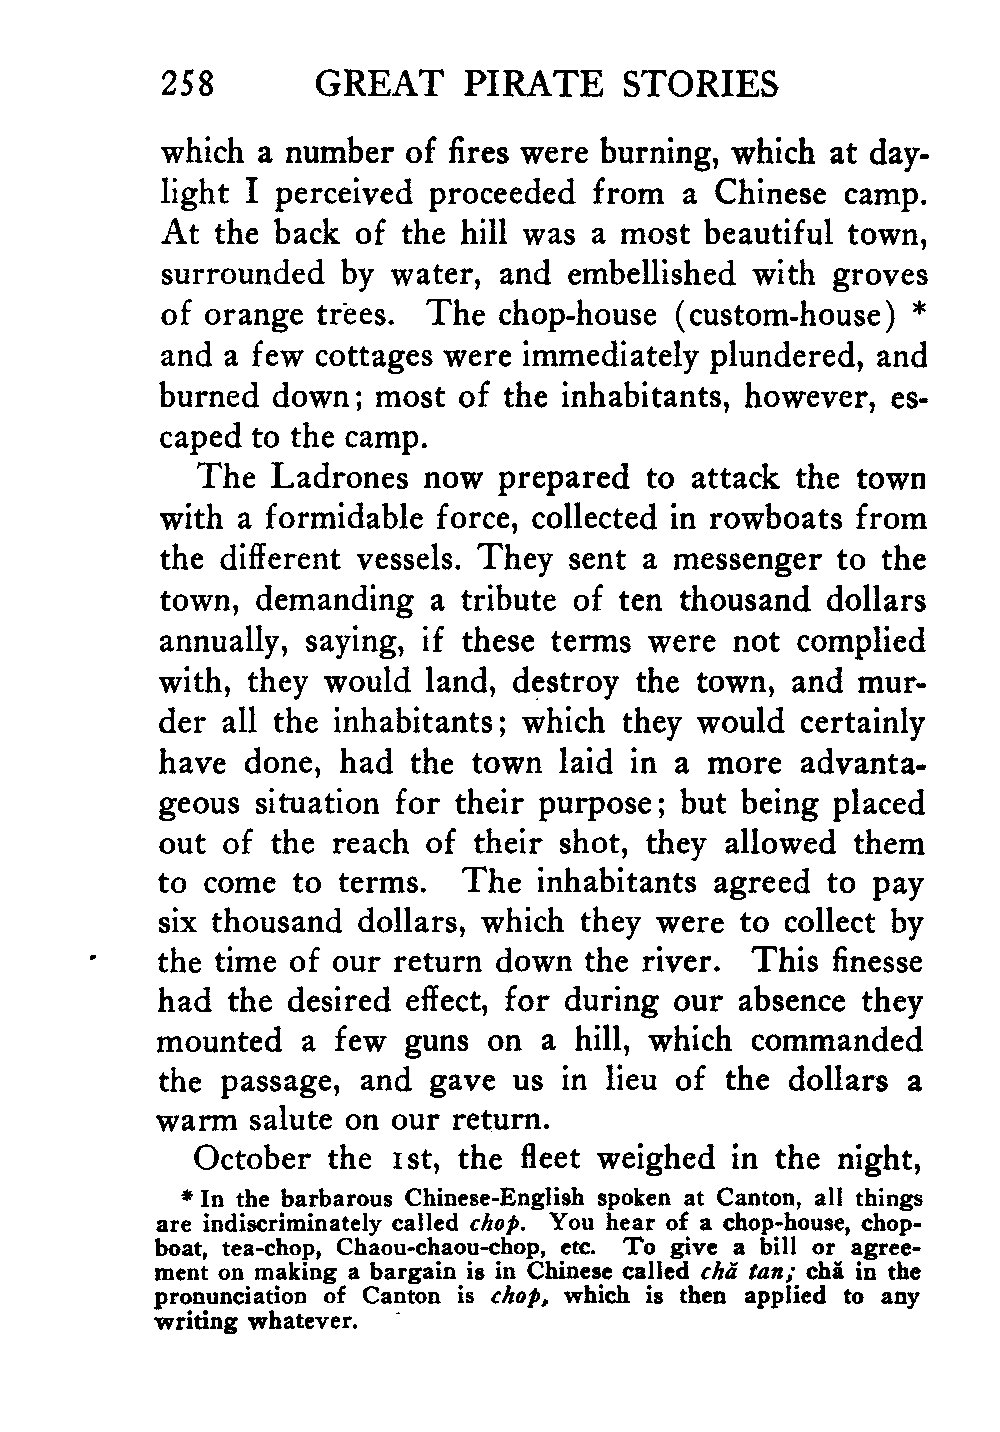 258 GREAT PIRATE STORIES
which a number of fires were burning, which at day-
light I perceived proceeded from a Chinese camp.
At the back of the hill was a most beautiful town,
surrounded by water, and embellished with groves
of orange trees. The chop-house (custom-house) *
and a few cottages were immediately plundered, and
burned down; most of the inhabitants, however, es-
caped to the camp.
The Ladrones now prepared to attack the town
with a formidable force, collected in rowboats from
the different vessels. They sent a messenger to the
town, demanding a tribute of ten thousand dollars
annually, saying, if these terms were not complied
with, they would land, destroy the town, and mur-
der all the inhabitants; which they would certainly
have done, had the town laid in a more advanta-
geous situation for their purpose; but being placed
out of the reach of their shot, they allowed them
to come to terms. The inhabitants agreed to pay
six thousand dollars, which they were to collect by
the time of our return down the river. This finesse
had the desired effect, for during our absence they
mounted a few guns on a hill, which commanded
the passage, and gave us in lieu of the dollars a
warm salute on our return.
October the 1st, the fleet weighed in the night,
* In the barbarous Chinese-English spoken at Canton, all things
are indiscriminately called chop. You hear of a chop-house, chop-
boat, tea-chop, Chaou-chaou-chop, etc. To give a bill or agree-
ment on making a bargain is in Chinese called chă tan; chă in the
pronunciation of Canton is chop, which is then applied to any
writing whatever.